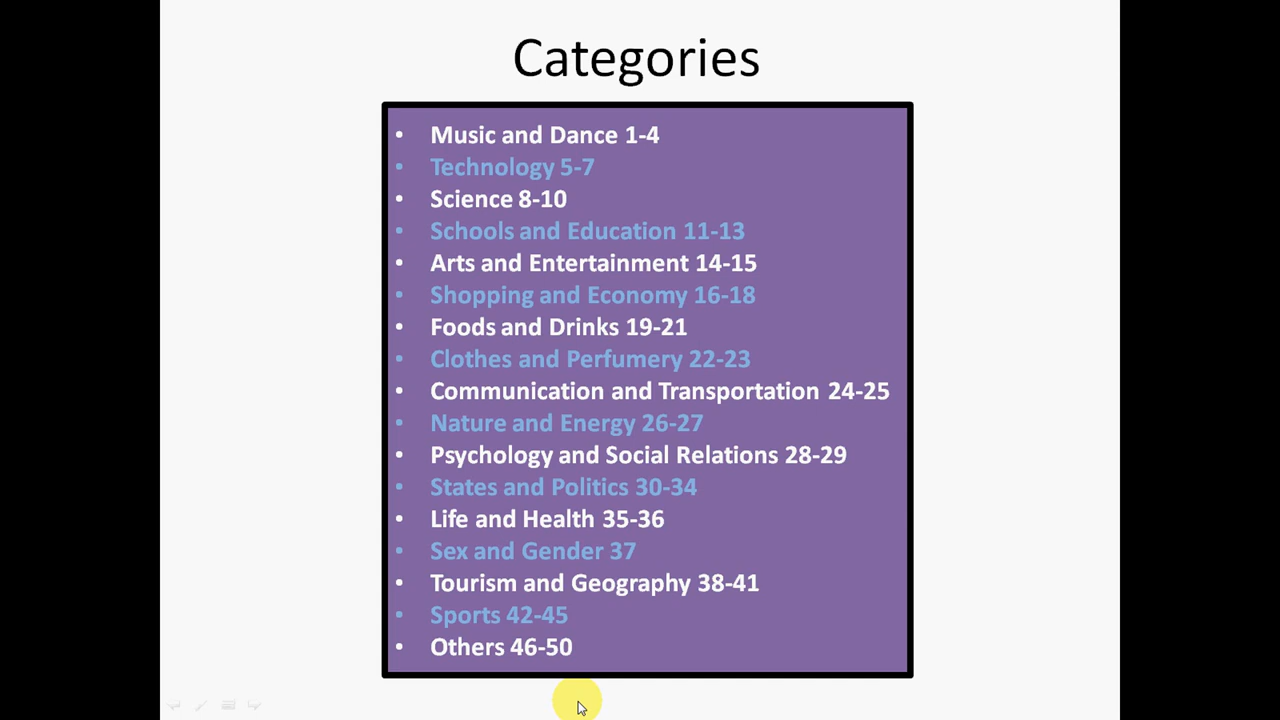 Categories
• Music and Dance 1-4
• Technology 5-7
• Science 8-10
• Schools and Education 11-13
• Arts and Entertainment 14-15
• Shopping and Economy 16-18
• Foods and Drinks 19-21
• Clothes and Perfumery 22-23
• Communication and Transportation 24-25
• Nature and Energy 26-27
• Psychology and Social Relations 28-29
• States and Politics 30-34
• Life and Health 35-36
• Sex and Gender 37
• Tourism and Geography 38-41
• Sports 42-45
• Others 46-50